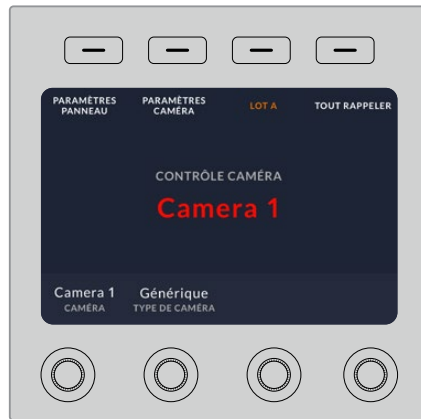 PARAMÈTRES PANNEAU
PARAMÈTRES CAMÉRA
LOT A
TOUT RAPPELER
CONTRÔLE CAMÉRA
Camera 1
Camera 1
CAMÉRA
Générique
TYPE DE CAMÉRA